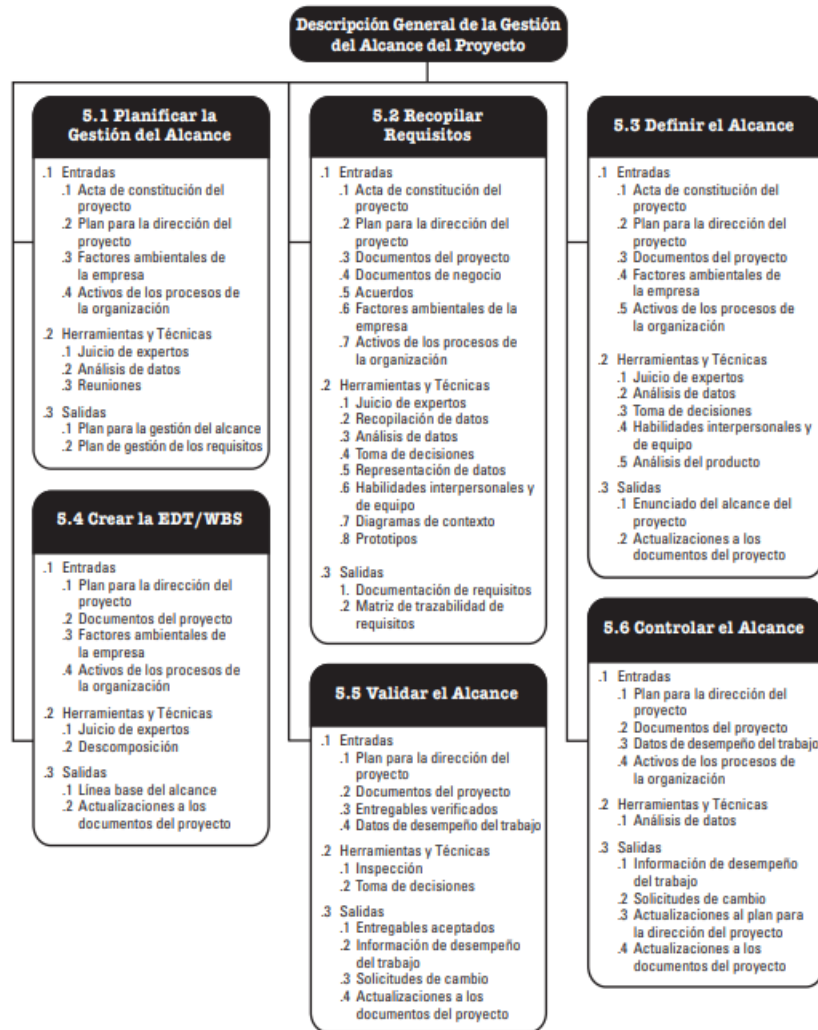 Descripción General de la Gestión
del Alcance del Proyecto
5.1 Planificar la
Gestión del Alcance
.1 Entradas
.1 Acta de constitución del
proyecto
.2 Plan para la dirección del
proyecto
.3 Factores ambientales de
la empresa
.4 Activos de los procesos de
la organización
.2 Herramientas y Técnicas
.1 Juicio de expertos
.2 Análisis de datos
.3 Reuniones
.3 Salidas
.1 Plan para la gestión del alcance
.2 Plan de gestión de los requisitos
5.2 Recopilar
Requisitos
.1 Entradas
.1 Acta de constitución del
proyecto
.2 Plan para la dirección del
proyecto
.3 Documentos del proyecto
.4 Documentos de negocio
.5 Acuerdos
.6 Factores ambientales de la
empresa
.7 Activos de los procesos de
la organización
.2 Herramientas y Técnicas
.1 Juicio de expertos
.2 Recopilación de datos
.3 Análisis de datos
.4 Toma de decisiones
.5 Representación de datos
.6 Habilidades interpersonales y
de equipo
.7 Diagramas de contexto
.8 Prototipos
.3 Salidas
1. Documentación de requisitos
.2 Matriz de trazabilidad de
requisitos
5.3 Definir el Alcance
.1 Entradas
.1 Acta de constitución del
proyecto
.2 Plan para la dirección del
proyecto
.3 Documentos del proyecto
.4 Factores ambientales de
la empresa
.5 Activos de los procesos de
la organización
.2 Herramientas y Técnicas
.1 Juicio de expertos
.2 Análisis de datos
.3 Toma de decisiones
.4 Habilidades interpersonales y
de equipo
.5 Análisis del producto
.3 Salidas
.1 Enunciado del alcance del
proyecto
.2 Actualizaciones a los
documentos del proyecto
5.4 Crear la EDT/WBS
.1 Entradas
.1 Plan para la dirección del
proyecto
.2 Documentos del proyecto
.3 Factores ambientales de
la empresa
.4 Activos de los procesos de
la organización
.2 Herramientas y Técnicas
.1 Juicio de expertos
.2 Descomposición
.3 Salidas
.1 Línea base del alcance
.2 Actualizaciones a los
documentos del proyecto
5.5 Validar el Alcance
.1 Entradas
.1 Plan para la dirección del
proyecto
.2 Documentos del proyecto
.3 Entregables verificados
.4 Datos de desempeño del trabajo
.2 Herramientas y Técnicas
.1 Inspección
.2 Toma de decisiones
.3 Salidas
.1 Entregables aceptados
.2 Información de desempeño
del trabajo
.3 Solicitudes de cambio
.4 Actualizaciones a los
documentos del proyecto
5.6 Controlar el Alcance
.1 Entradas
.1 Plan para la dirección del
proyecto
.2 Documentos del proyecto
.3 Datos de desempeño del trabajo
.4 Activos de los procesos de
la organización
.2 Herramientas y Técnicas
.1 Análisis de datos
.3 Salidas
.1 Información de desempeño
del trabajo
.2 Solicitudes de cambio
.3 Actualizaciones al plan para
la dirección del proyecto
.4 Actualizaciones a los
documentos del proyecto